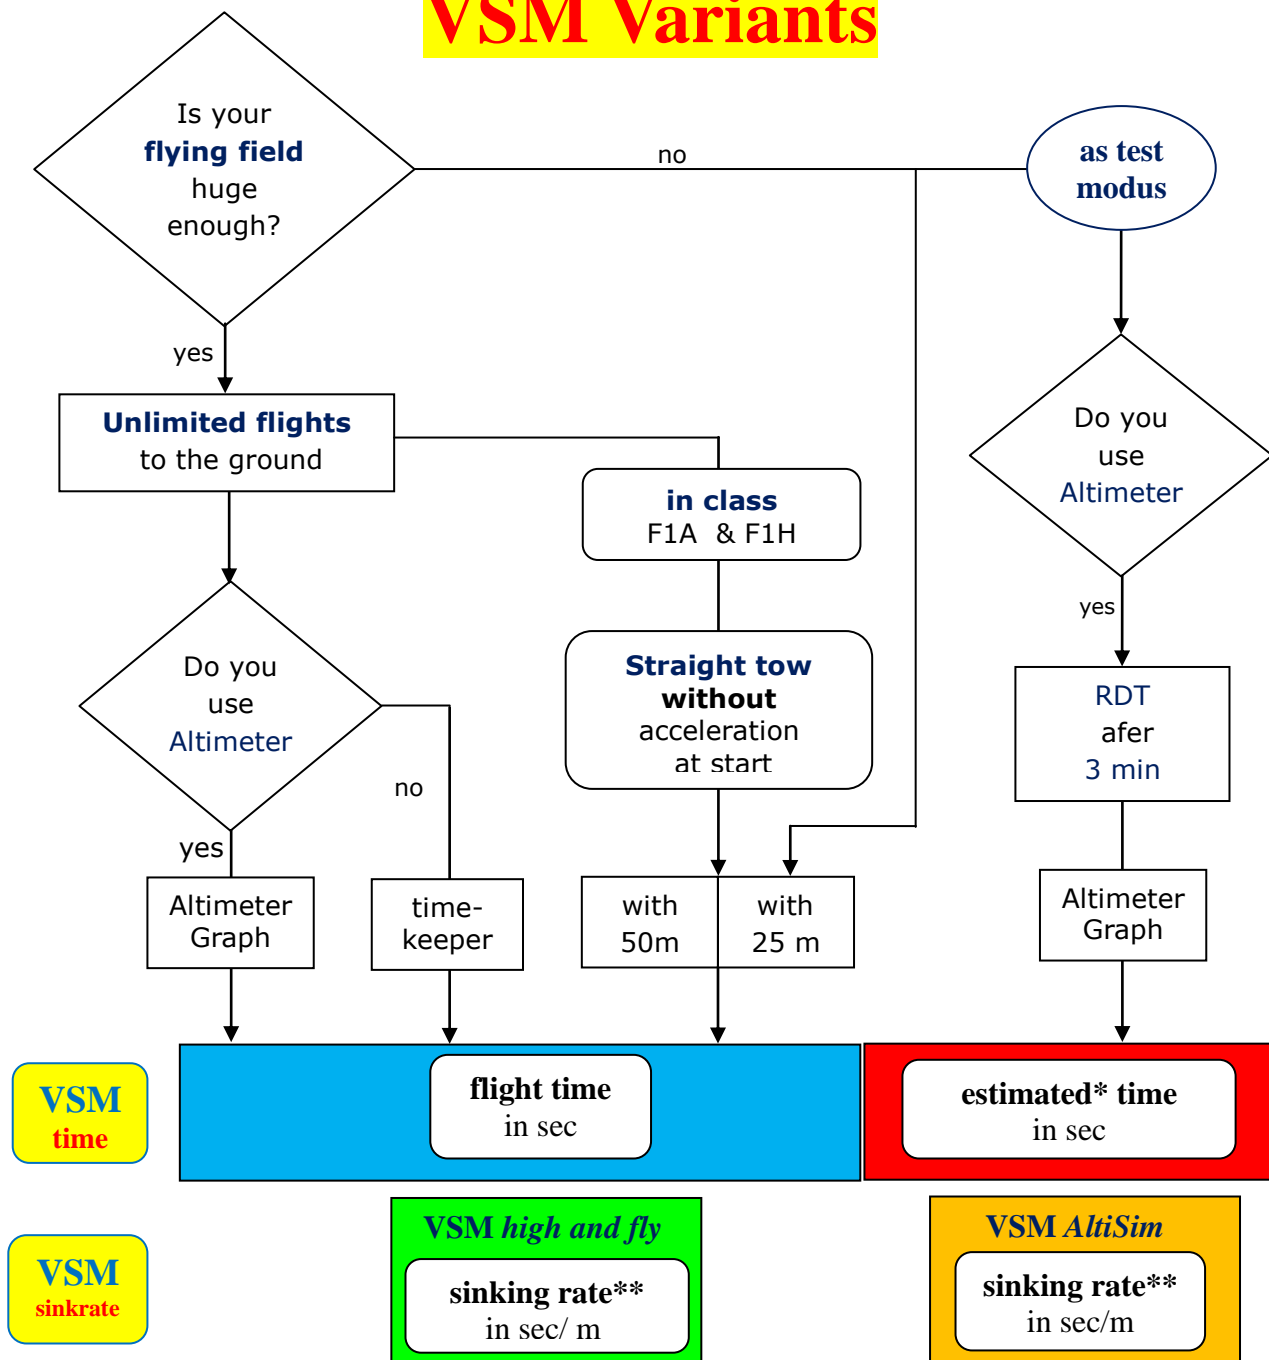 VSM Variants
Is your
flying field
huge
enough?
no
as test
modus
yes
Unlimited flights
to the ground
in class
F1A & F1H
Do you
use
Altimeter
yes
Do you
use
Altimeter
no
yes
Straight tow
without
acceleration
at start
RDT
afer
3 min
Altimeter
Graph
time-
keeper
with
50m
with
25 m
Altimeter
Graph
VSM
time
flight time
in sec
estimated* time
in sec
VSM
sinkrate
VSM high and fly
sinking rate**
in sec/ m
VSM AltiSim
sinking rate**
in sec/m